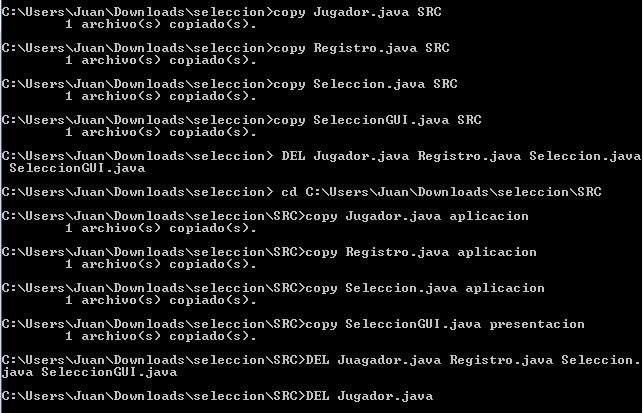 C:\Users\Juan\Downloads\seleccion>copy Jugador.java SRC
1 archivo(s) copiado(s).
C:\Users\Juan\Downloads\seleccion>copy Registro.java SRC
1 archivo(s) copiado(s).
C:\Users\Juan\Downloads\seleccion>copy Seleccion.java SRC
1 archivo(s) copiado(s).
C:\Users\Juan\Downloads\seleccion>copy SeleccionGUI.java SRC
1 archivo(s) copiado(s).
C:\Users\Juan\Downloads\seleccion> DEL Jugador.java Registro.java Seleccion.java
SeleccionGUI.java
C:\Users\Juan\Downloads\seleccion> cd C:\Users\Juan\Downloads\seleccion\SRC
C:\Users\Juan\Downloads\seleccion\SRC>copy Jugador.java aplicacion
1 archivo(s) copiado(s).
C:\Users\Juan\Downloads\seleccion\SRC>copy Registro.java aplicacion
1 archivo(s) copiado(s).
C:\Users\Juan\Downloads\seleccion\SRC>copy Seleccion.java aplicacion
1 archivo(s) copiado(s).
C:\Users\Juan\Downloads\seleccion\SRC>copy SeleccionGUI.java presentacion
1 archivo(s) copiado(s).
C:\Users\Juan\Downloads\seleccion\SRC>DEL Juagador.java Registro.java Seleccion.
java SeleccionGUI.java
C:\Users\Juan\Downloads\seleccion\SRC>DEL Jugador.java